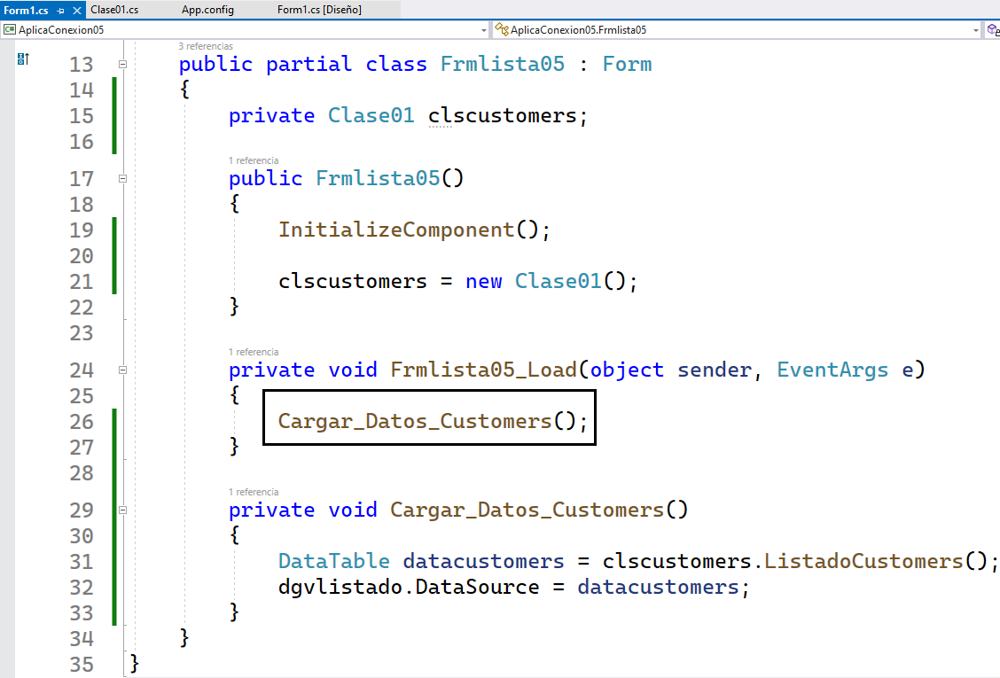 Form1.cs Clase01.cs App.config Form1.cs [Diseño]
C# AplicaConexion05 AplicaConexion05.Frmlista05
3 referencias
13 public partial class Frmlista05 : Form
14 {
15 private Clase01 clscustomers;
16
1 referencia
17 public Frmlista05()
18 {
19 InitializeComponent();
20
21 clscustomers = new Clase01();
22 }
23
1 referencia
24 private void Frmlista05_Load(object sender, EventArgs e)
25 {
26 Cargar_Datos_Customers();
27 }
28
1 referencia
29 private void Cargar_Datos_Customers()
30 {
31 DataTable datacustomers = clscustomers.ListadoCustomers();
32 dgvlistado.DataSource = datacustomers;
33 }
34 }
35 }